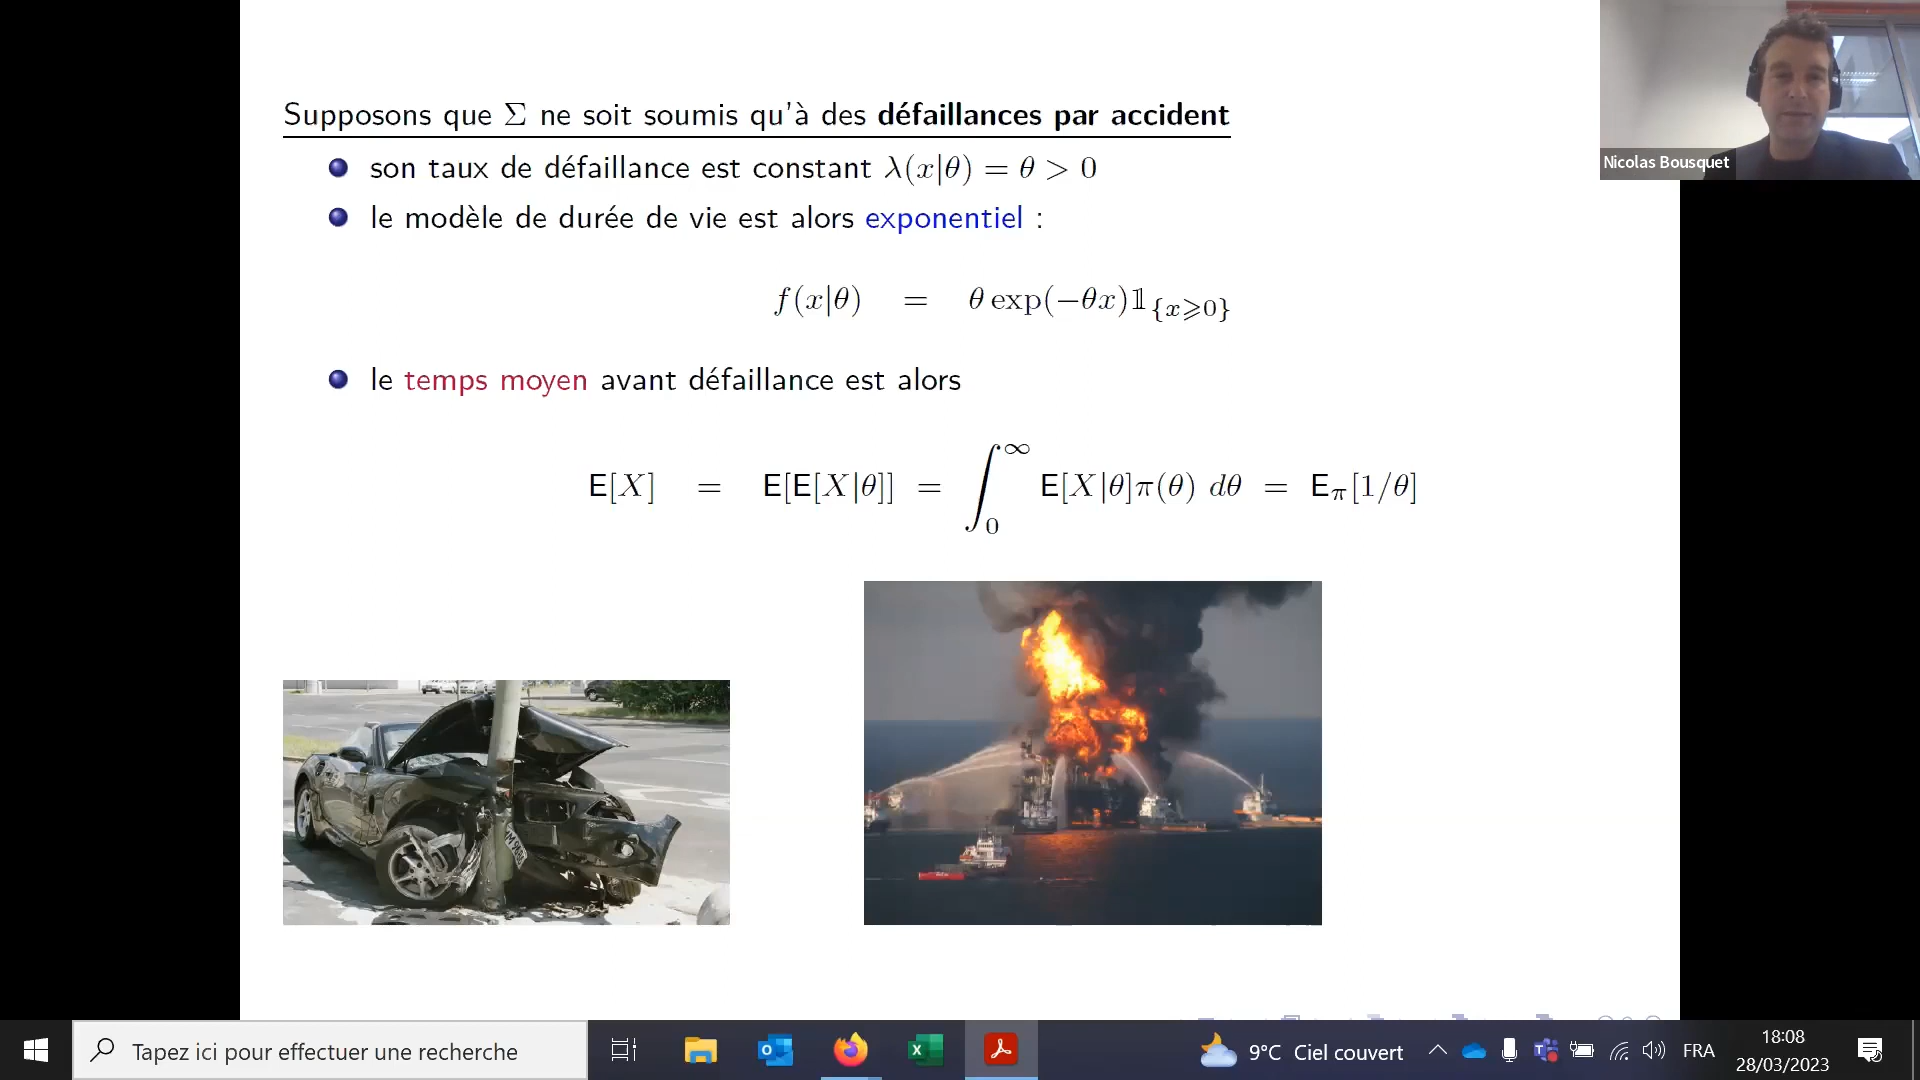 Supposons que Σ ne soit soumis qu'à des défaillances par accident
son taux de défaillance est constant λ(x|θ) = θ > 0
le modèle de durée de vie est alors exponentiel :
f(x|θ) = θ exp(−θx)𝟙_{x⩾0}
le temps moyen avant défaillance est alors
E[X] = E[E[X|θ]] = ∫_0^∞ E[X|θ]π(θ) dθ = E_π[1/θ]
Nicolas Bousquet
Tapez ici pour effectuer une recherche
9°C Ciel couvert
FRA
18:08
28/03/2023